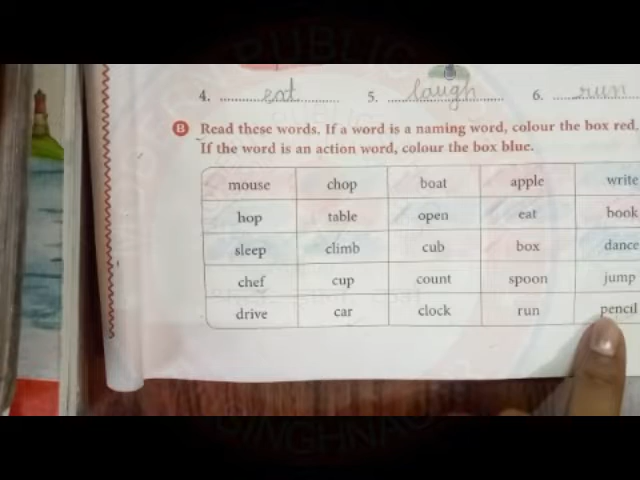 4. eat 5. laugh 6. run
B Read these words. If a word is a naming word, colour the box red.
If the word is an action word, colour the box blue.
mouse chop boat apple write
hop table open eat book
sleep climb cub box dance
chef cup count spoon jump
drive car clock run pencil